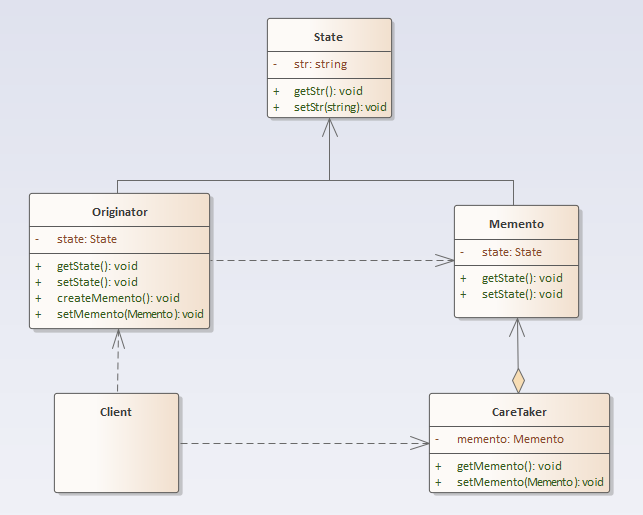 State
- str: string
+ getStr(): void
+ setStr(string): void
Originator
- state: State
+ getState(): void
+ setState(): void
+ createMemento(): void
+ setMemento(Memento): void
Memento
- state: State
+ getState(): void
+ setState(): void
Client
CareTaker
- memento: Memento
+ getMemento(): void
+ setMemento(Memento): void